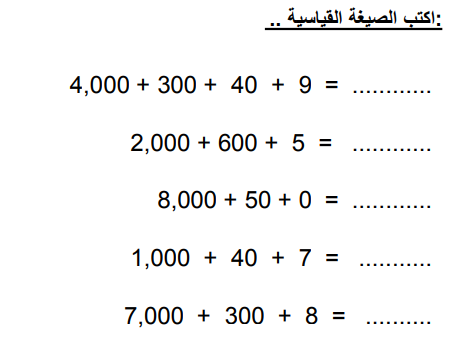 اكتب الصيغة القياسية ..:
4,000 + 300 + 40 + 9 = ............
2,000 + 600 + 5 = ............
8,000 + 50 + 0 = ............
1,000 + 40 + 7 = ...........
7,000 + 300 + 8 = ..........